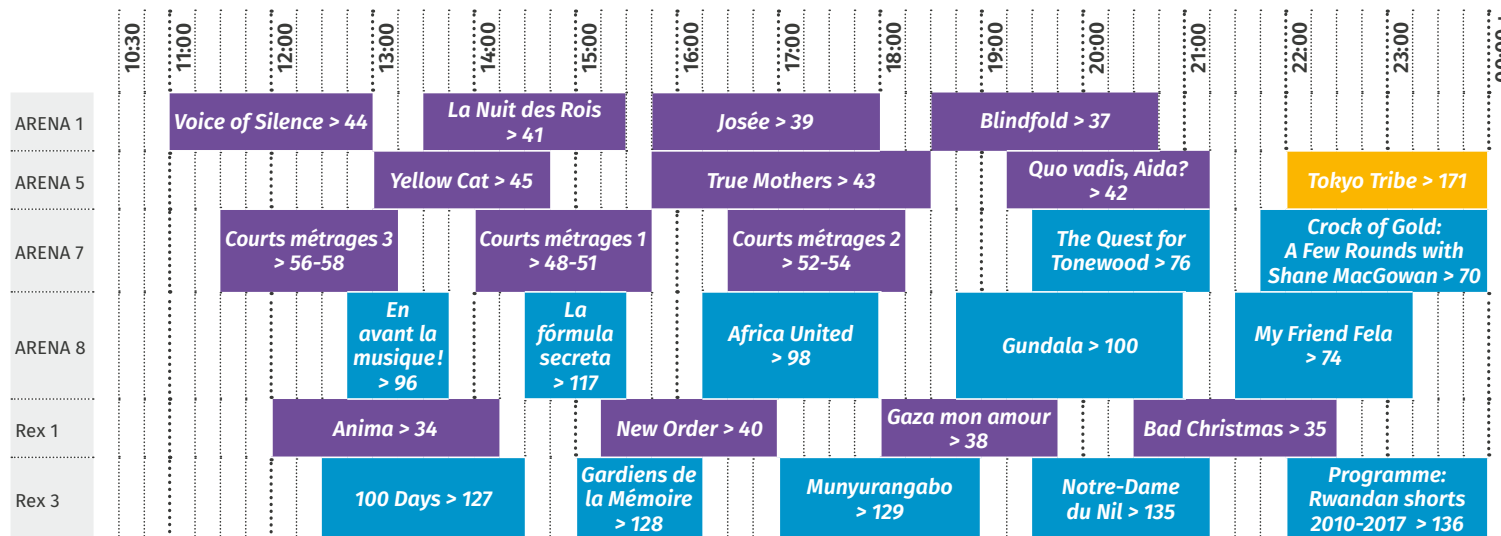 10:30
11:00
12:00
13:00
14:00
15:00
16:00
17:00
18:00
19:00
20:00
21:00
22:00
23:00
ARENA 1
Voice of Silence > 44
La Nuit des Rois
> 41
Josée > 39
Blindfold > 37
ARENA 5
Yellow Cat > 45
True Mothers > 43
Quo vadis, Aida?
> 42
Tokyo Tribe > 171
ARENA 7
Courts métrages 3
> 56-58
Courts métrages 1
> 48-51
Courts métrages 2
> 52-54
The Quest for
Tonewood > 76
Crock of Gold:
A Few Rounds with
Shane MacGowan > 70
ARENA 8
En
avant la
musique!
> 96
La
fórmula
secreta
> 117
Africa United
> 98
Gundala > 100
My Friend Fela
> 74
Rex 1
Anima > 34
New Order > 40
Gaza mon amour
> 38
Bad Christmas > 35
Rex 3
100 Days > 127
Gardiens de
la Mémoire
> 128
Munyurangabo
> 129
Notre-Dame
du Nil > 135
Programme:
Rwandan shorts
2010-2017 > 136